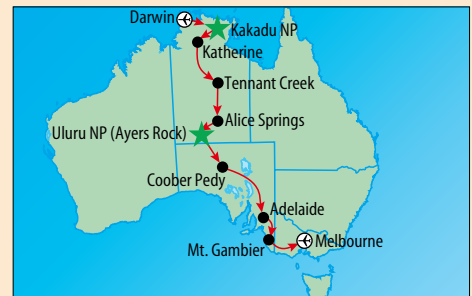 Darwin
Kakadu NP
Katherine
Tennant Creek
Alice Springs
Uluru NP (Ayers Rock)
Coober Pedy
Adelaide
Mt. Gambier
Melbourne